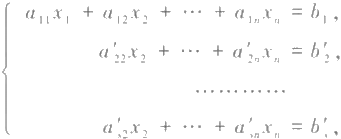 a₁₁x₁ + a₁₂x₂ + ⋯ + a₁ₙxₙ = b₁,
a′₂₂x₂ + ⋯ + a′₂ₙxₙ = b′₂,
…………
a′ₛ₂x₂ + ⋯ + a′ₛₙxₙ = b′ₛ,